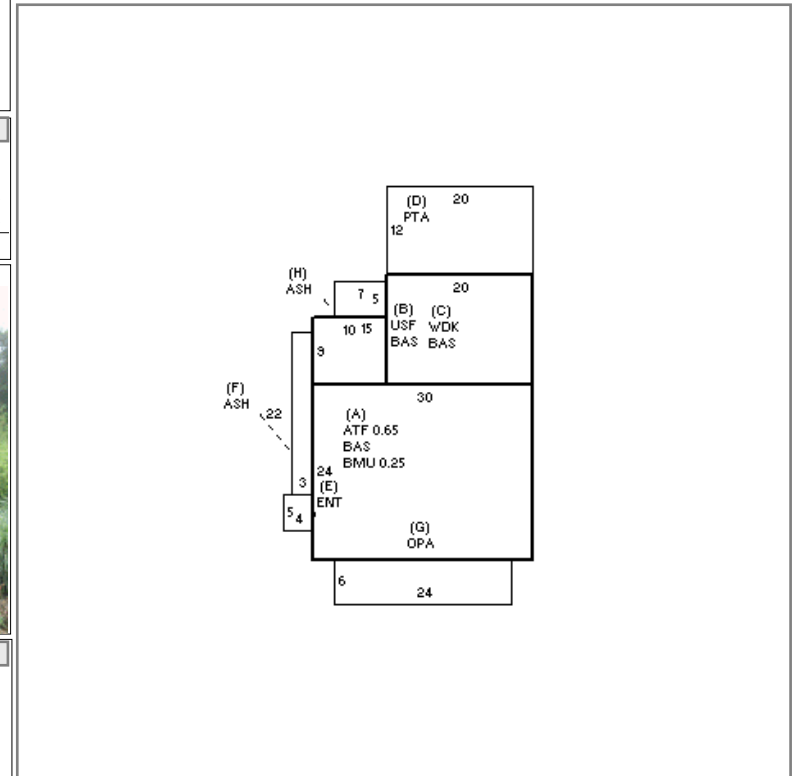 (D) 20
PTA
12
(H)
ASH
7 5
20
(B) (C)
USF WDK
BAS BAS
10 15
9
(F)
ASH
22
30
(A)
ATF 0.65
BAS
BMU 0.25
24
3
(E)
ENT
5 4
(G)
OPA
6
24